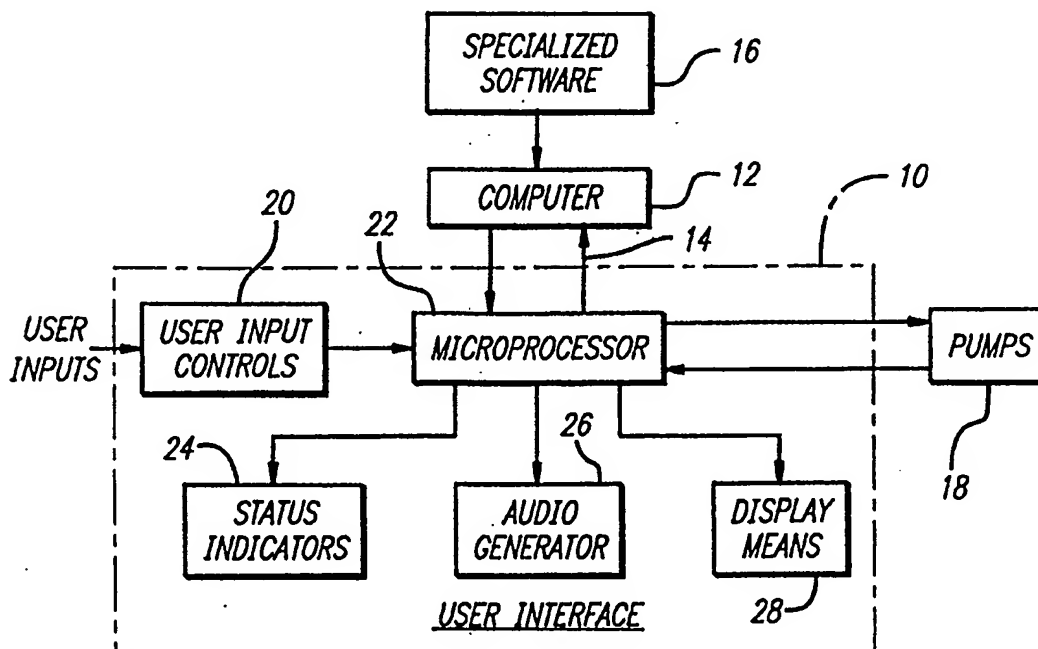 SPECIALIZED
SOFTWARE
16
COMPUTER
12
10
20
22
14
USER
INPUTS
USER INPUT
CONTROLS
MICROPROCESSOR
PUMPS
18
24
26
STATUS
INDICATORS
AUDIO
GENERATOR
DISPLAY
MEANS
28
USER INTERFACE